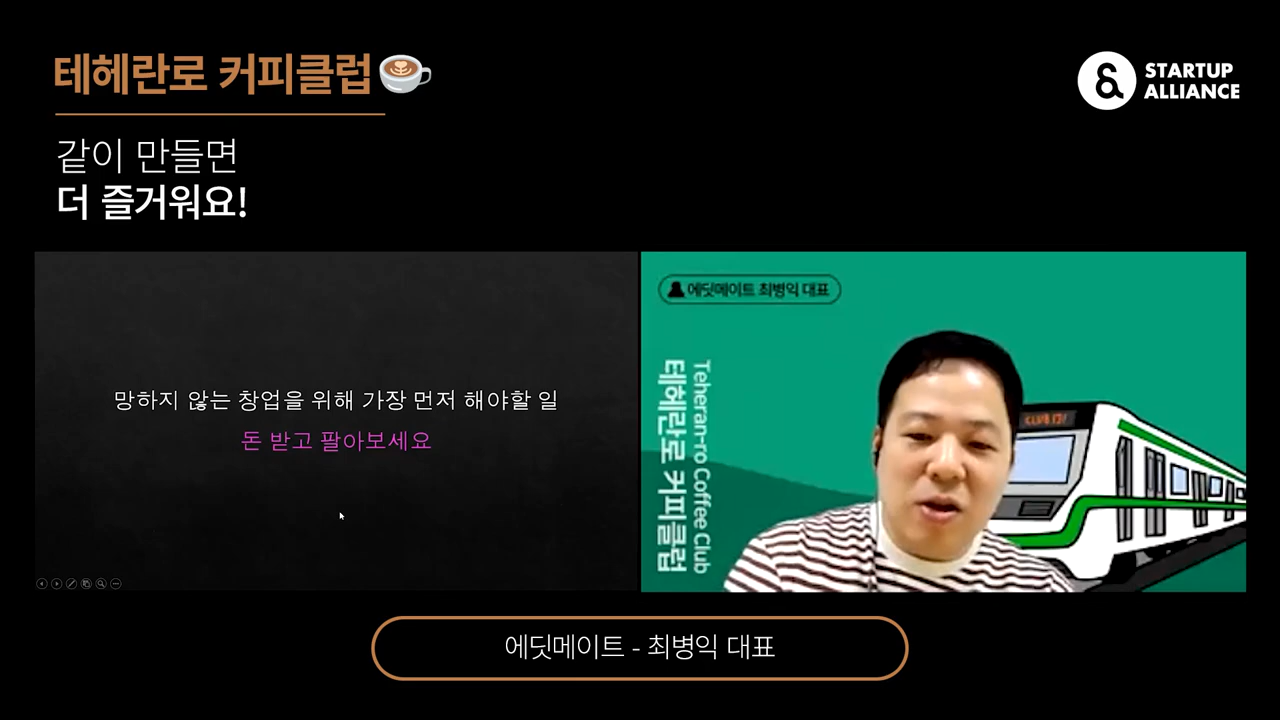 테헤란로 커피클럽
STARTUP
ALLIANCE
같이 만들면
더 즐거워요!
망하지 않는 창업을 위해 가장 먼저 해야할 일
돈 받고 팔아보세요
에딧메이트 최병익 대표
Teheran-ro Coffee Club
테헤란로 커피클럽
에딧메이트 - 최병익 대표